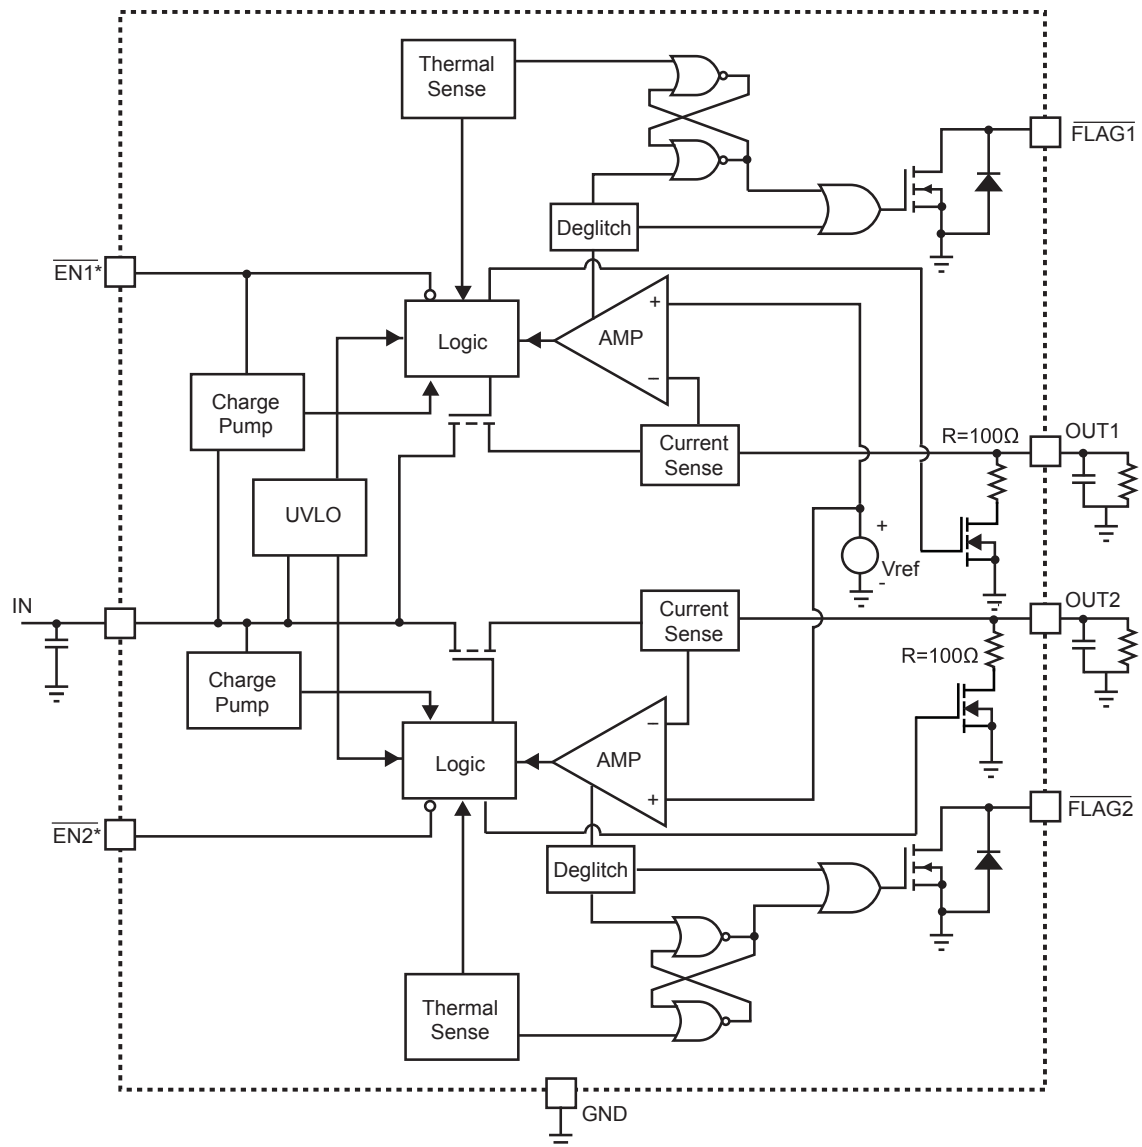 Thermal
Sense
FLAG1
Deglitch
EN1*
+
AMP
Logic
−
Charge
Pump
R=100Ω
OUT1
Current
Sense
UVLO
+
Vref
-
IN
Current
Sense
OUT2
R=100Ω
Charge
Pump
−
AMP
Logic
+
FLAG2
EN2*
Deglitch
Thermal
Sense
GND